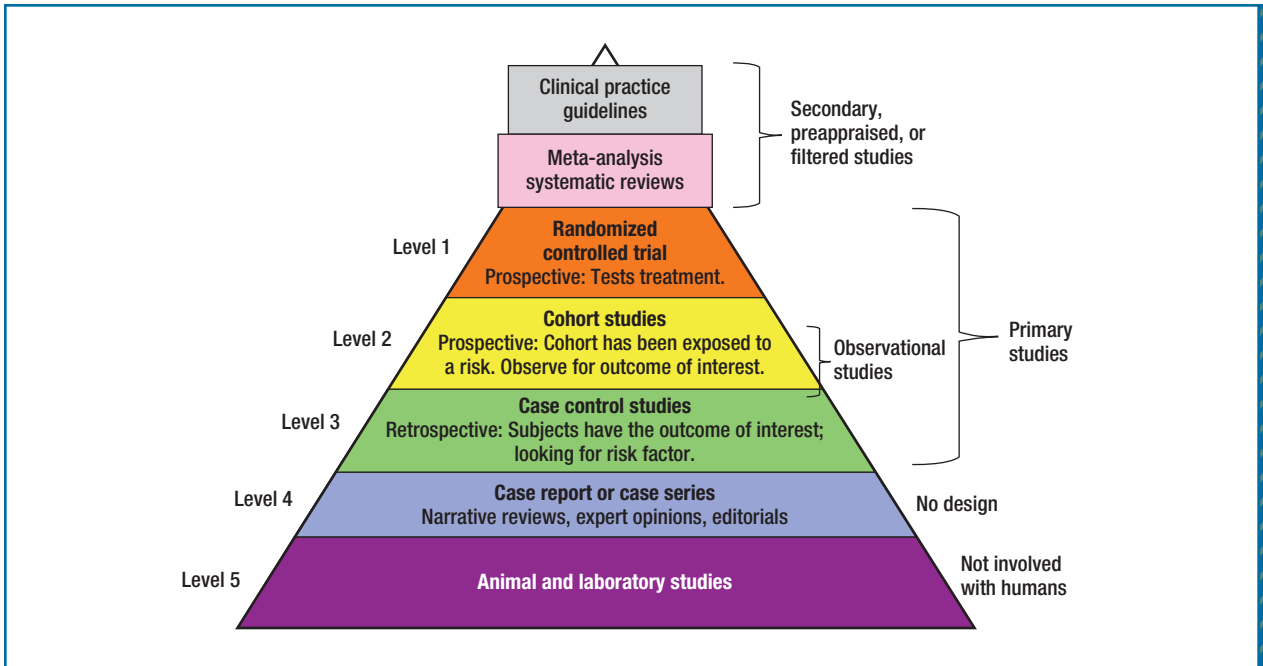 Clinical practice
guidelines
Meta-analysis
systematic reviews
Secondary,
preappraised, or
filtered studies
Level 1
Randomized
controlled trial
Prospective: Tests treatment.
Level 2
Cohort studies
Prospective: Cohort has been exposed to
a risk. Observe for outcome of interest.
Observational
studies
Primary
studies
Level 3
Case control studies
Retrospective: Subjects have the outcome of interest;
looking for risk factor.
Level 4
Case report or case series
Narrative reviews, expert opinions, editorials
No design
Level 5
Animal and laboratory studies
Not involved
with humans